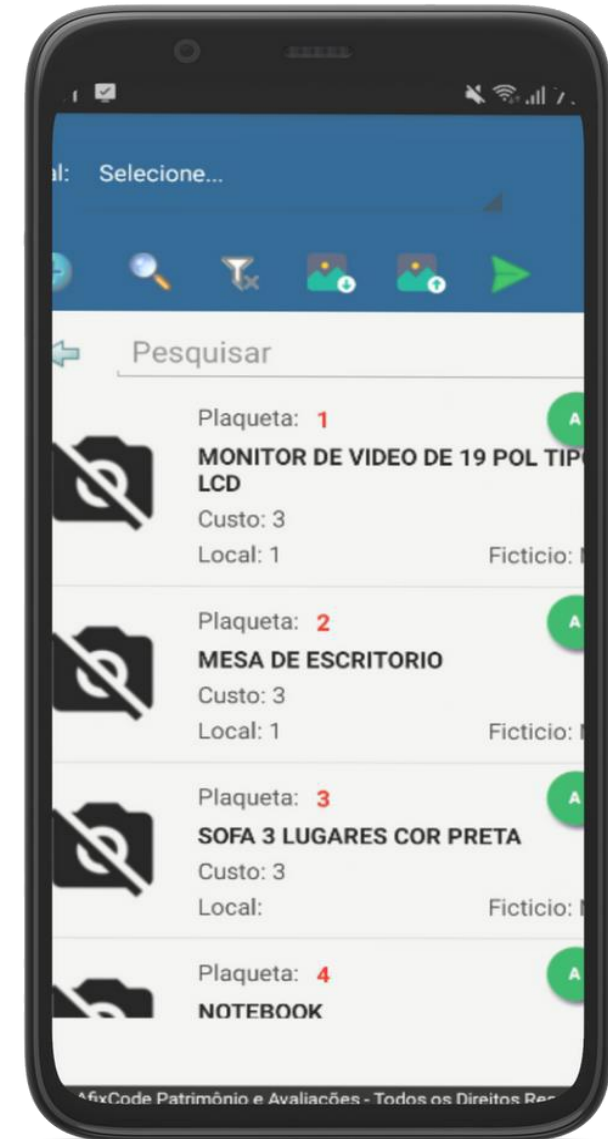 al: Selecione...
Pesquisar
Plaqueta: 1
A
MONITOR DE VIDEO DE 19 POL TIPO
LCD
Custo: 3
Local: 1 Ficticio: N
Plaqueta: 2
A
MESA DE ESCRITORIO
Custo: 3
Local: 1 Ficticio: N
Plaqueta: 3
A
SOFA 3 LUGARES COR PRETA
Custo: 3
Local: Ficticio: N
Plaqueta: 4
A
NOTEBOOK
AfixCode Patrimônio e Avaliações - Todos os Direitos Res